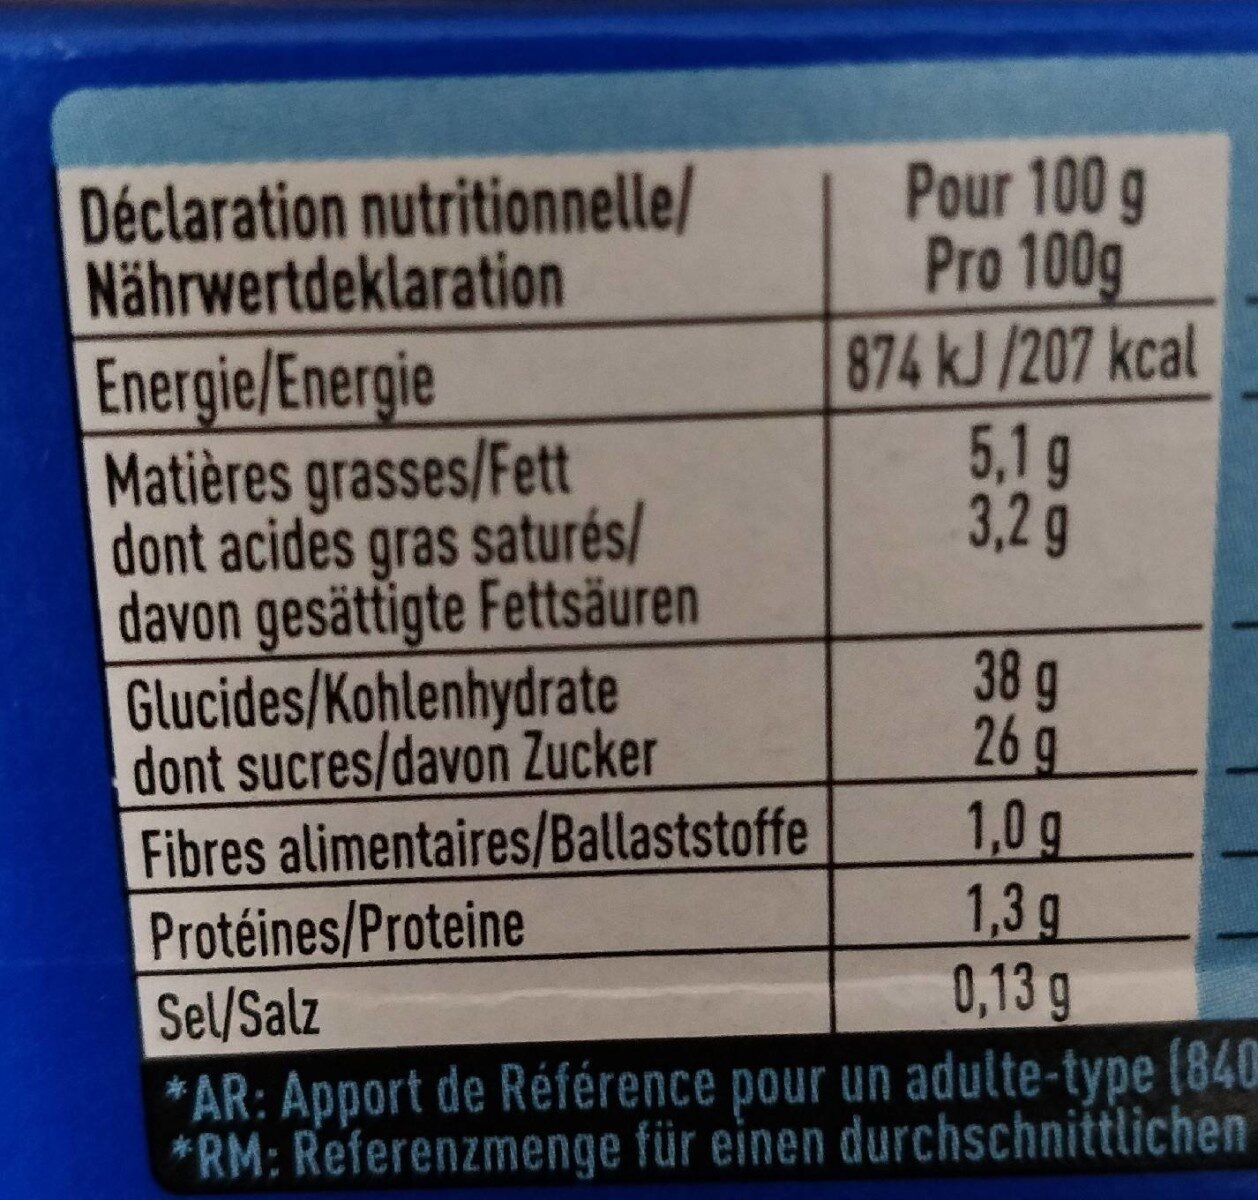 Déclaration nutritionnelle/ Pour 100 g
Nährwertdeklaration Pro 100g
Energie/Energie 874 kJ /207 kcal
Matières grasses/Fett 5,1 g
dont acides gras saturés/ 3,2 g
davon gesättigte Fettsäuren
Glucides/Kohlenhydrate 38 g
dont sucres/davon Zucker 26 g
Fibres alimentaires/Ballaststoffe 1,0 g
Protéines/Proteine 1,3 g
Sel/Salz 0,13 g
*AR: Apport de Référence pour un adulte-type (840
*RM: Referenzmenge für einen durchschnittlichen